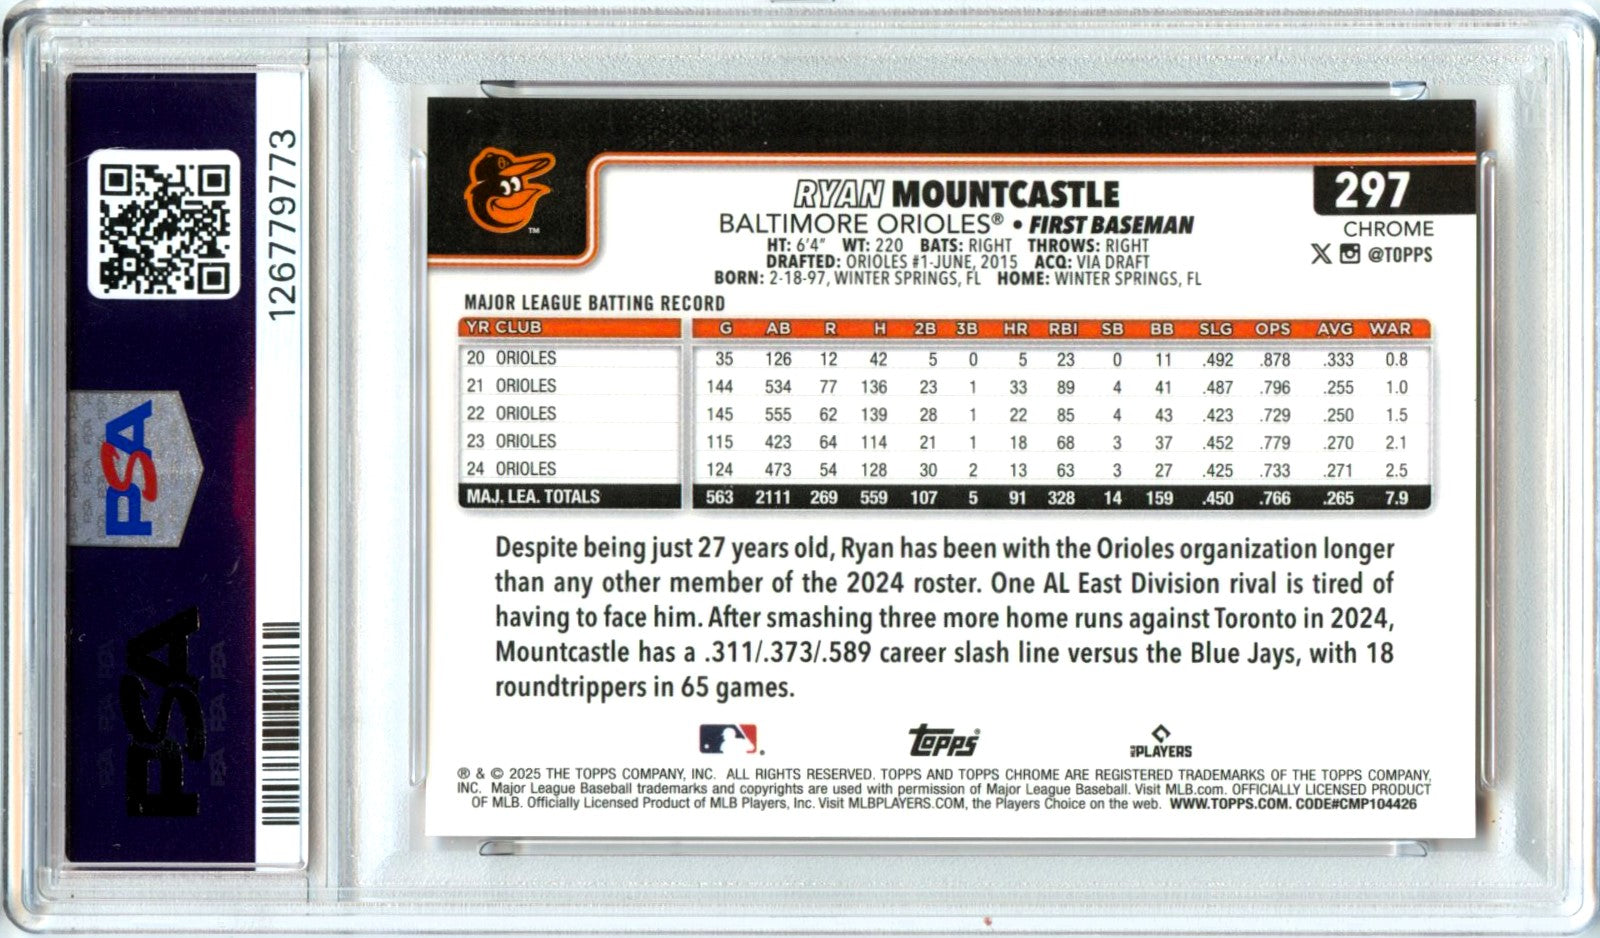 126779773
PSA
PSA
297
RYAN MOUNTCASTLE
CHROME
BALTIMORE ORIOLES® • FIRST BASEMAN
@TOPPS
HT: 6'4" WT: 220 BATS: RIGHT THROWS: RIGHT
DRAFTED: ORIOLES #1-JUNE, 2015 ACQ: VIA DRAFT
BORN: 2-18-97, WINTER SPRINGS, FL HOME: WINTER SPRINGS, FL
TM
MAJOR LEAGUE BATTING RECORD
YR CLUB G AB R H 2B 3B HR RBI SB BB SLG OPS AVG WAR
20 ORIOLES 35 126 12 42 5 0 5 23 0 11 .492 .878 .333 0.8
21 ORIOLES 144 534 77 136 23 1 33 89 4 41 .487 .796 .255 1.0
22 ORIOLES 145 555 62 139 28 1 22 85 4 43 .423 .729 .250 1.5
23 ORIOLES 115 423 64 114 21 1 18 68 3 37 .452 .779 .270 2.1
24 ORIOLES 124 473 54 128 30 2 13 63 3 27 .425 .733 .271 2.5
MAJ. LEA. TOTALS 563 2111 269 559 107 5 91 328 14 159 .450 .766 .265 7.9
Despite being just 27 years old, Ryan has been with the Orioles organization longer
than any other member of the 2024 roster. One AL East Division rival is tired of
having to face him. After smashing three more home runs against Toronto in 2024,
Mountcastle has a .311/.373/.589 career slash line versus the Blue Jays, with 18
roundtrippers in 65 games.
Topps®
MLB PLAYERS
® & © 2025 THE TOPPS COMPANY, INC. ALL RIGHTS RESERVED. TOPPS AND TOPPS CHROME ARE REGISTERED TRADEMARKS OF THE TOPPS COMPANY,
INC. Major League Baseball trademarks and copyrights are used with permission of Major League Baseball. Visit MLB.com. OFFICIALLY LICENSED PRODUCT
OF MLB. Officially Licensed Product of MLB Players, Inc. Visit MLBPLAYERS.COM, the Players Choice on the web. WWW.TOPPS.COM. CODE#CMP104426